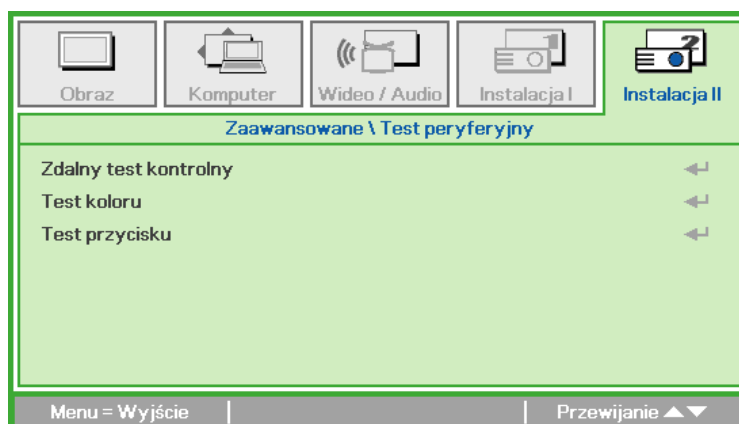 Obraz
Komputer
Wideo / Audio
Instalacja I
Instalacja II
Zaawansowane \ Test peryferyjny
Zdalny test kontrolny
Test koloru
Test przycisku
Menu = Wyjście
Przewijanie ▲▼